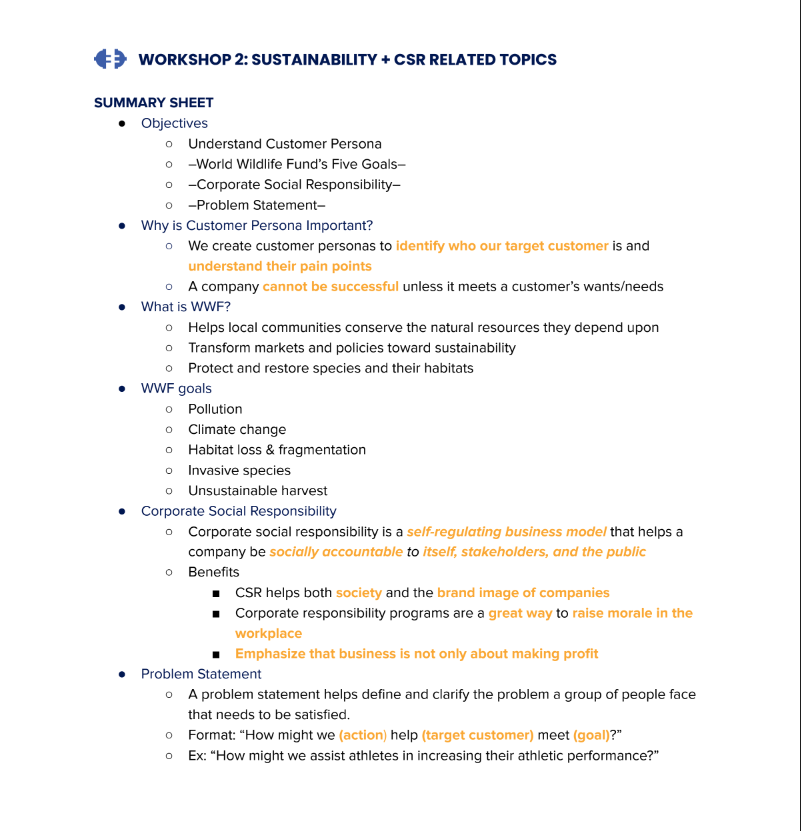 WORKSHOP 2: SUSTAINABILITY + CSR RELATED TOPICS
SUMMARY SHEET
● Objectives
○ Understand Customer Persona
○ –World Wildlife Fund's Five Goals–
○ –Corporate Social Responsibility–
○ –Problem Statement–
● Why is Customer Persona Important?
○ We create customer personas to identify who our target customer is and
understand their pain points
○ A company cannot be successful unless it meets a customer's wants/needs
● What is WWF?
○ Helps local communities conserve the natural resources they depend upon
○ Transform markets and policies toward sustainability
○ Protect and restore species and their habitats
● WWF goals
○ Pollution
○ Climate change
○ Habitat loss & fragmentation
○ Invasive species
○ Unsustainable harvest
● Corporate Social Responsibility
○ Corporate social responsibility is a self-regulating business model that helps a
company be socially accountable to itself, stakeholders, and the public
○ Benefits
■ CSR helps both society and the brand image of companies
■ Corporate responsibility programs are a great way to raise morale in the
workplace
■ Emphasize that business is not only about making profit
● Problem Statement
○ A problem statement helps define and clarify the problem a group of people face
that needs to be satisfied.
○ Format: "How might we (action) help (target customer) meet (goal)?"
○ Ex: "How might we assist athletes in increasing their athletic performance?"